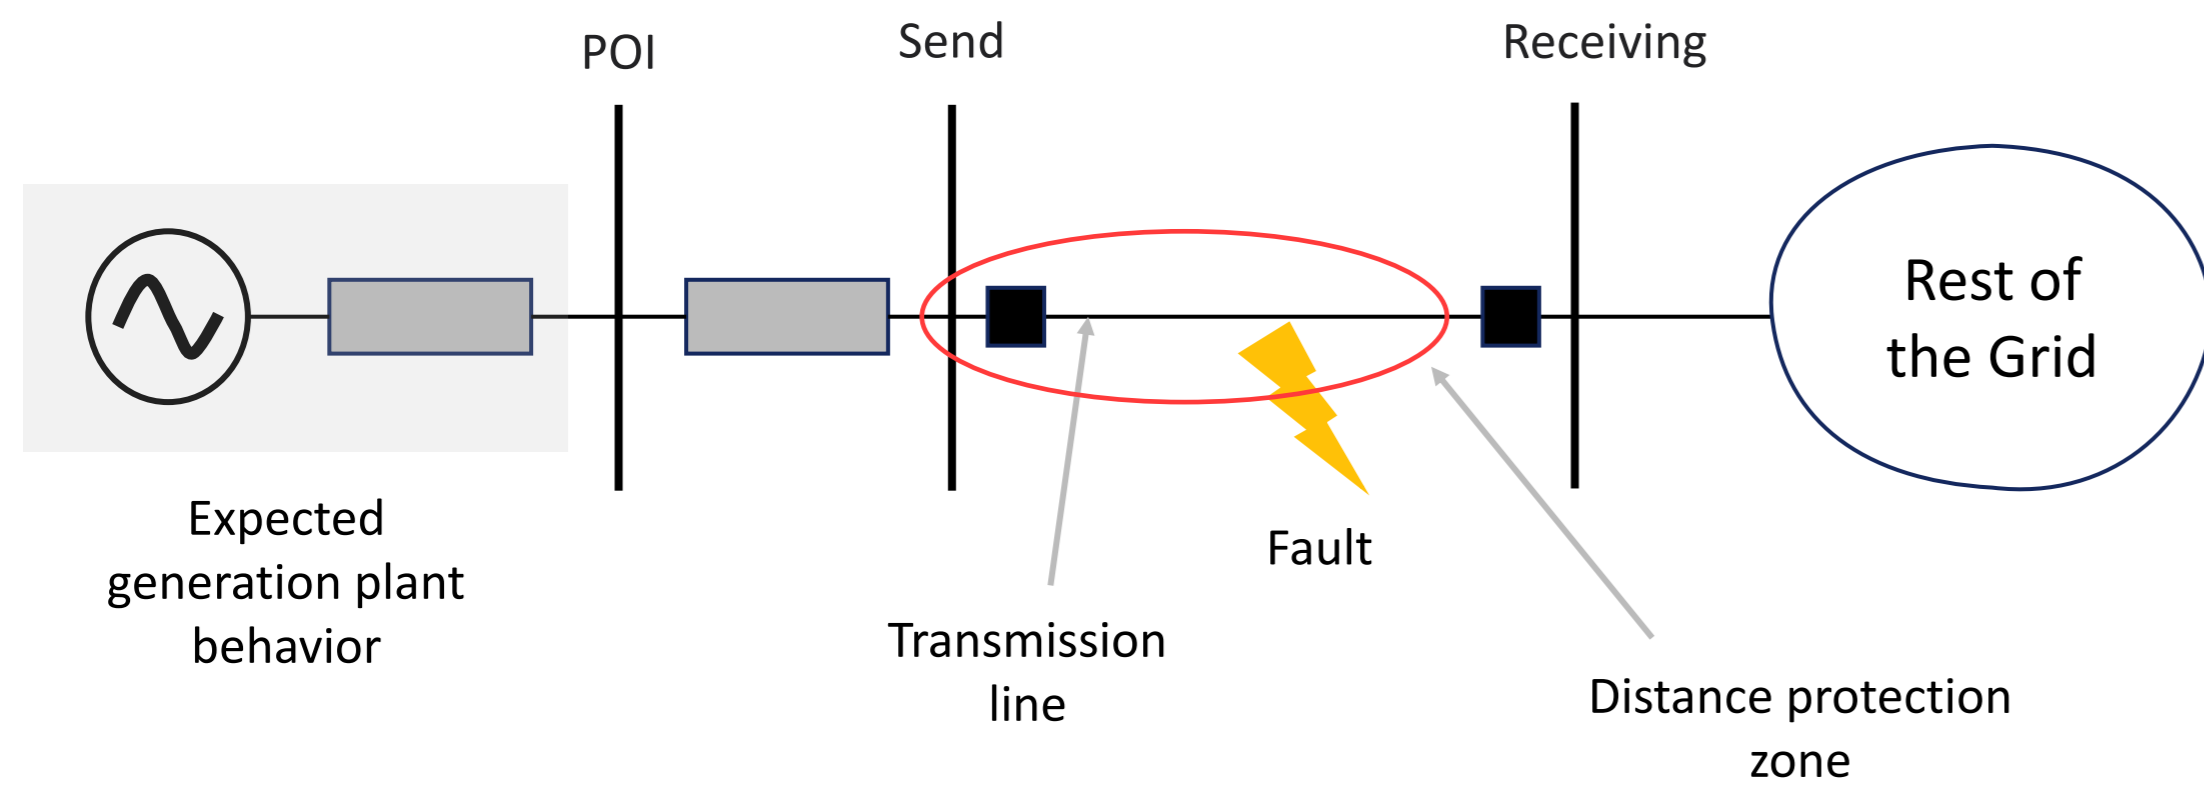 POI
Send
Receiving
Rest of
the Grid
Expected
generation plant
behavior
Fault
Transmission
line
Distance protection
zone